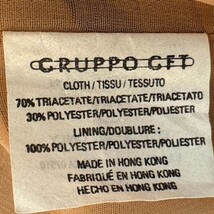 GRUPPO GFT
CLOTH / TISSU / TESSUTO
70% TRIACETATE/TRIACETATE/TRIACETATO
30% POLYESTER/POLYESTER/POLIESTER
LINING/DOUBLURE :
100% POLYESTER/POLYESTER/POLIESTER
MADE IN HONG KONG
FABRIQUÉ EN HONG KONG
HECHO EN HONG KONG